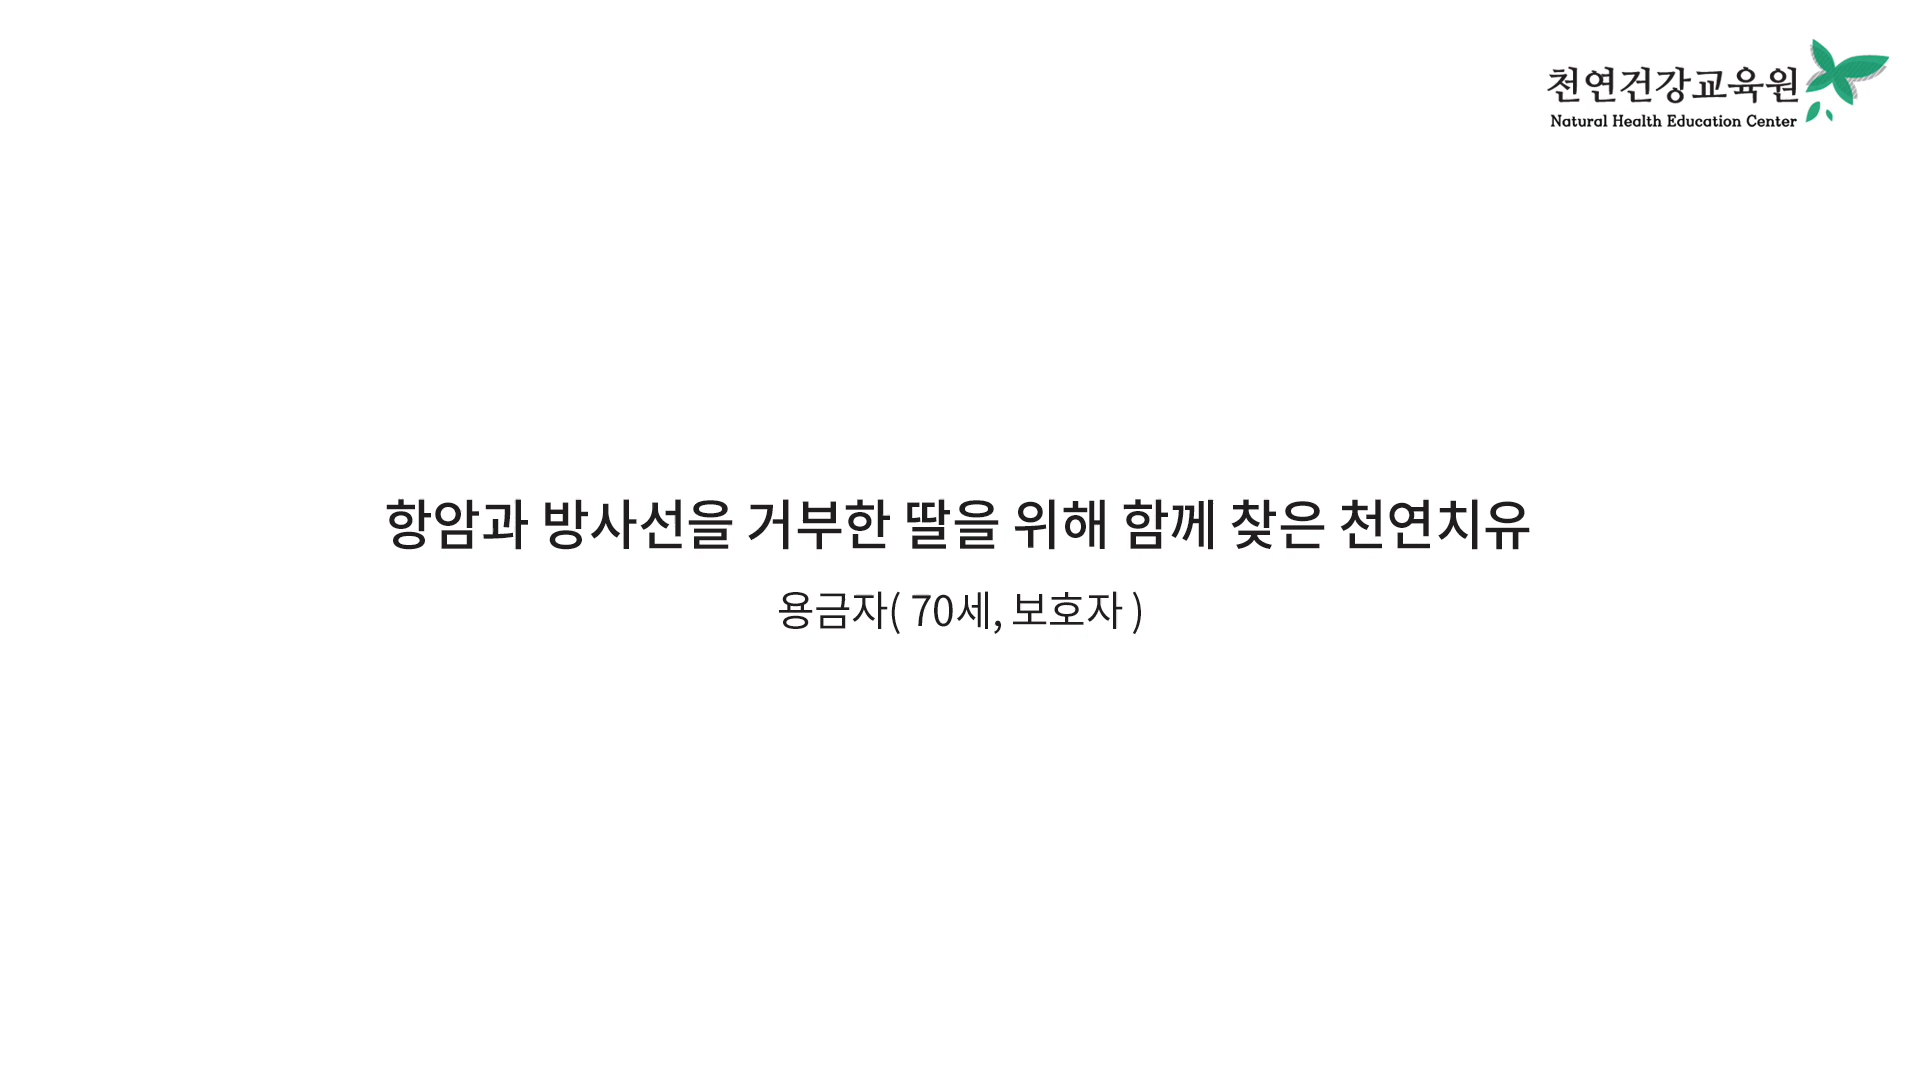 천연건강교육원
Natural Health Education Center
항암과 방사선을 거부한 딸을 위해 함께 찾은 천연치유
용금자( 70세, 보호자 )